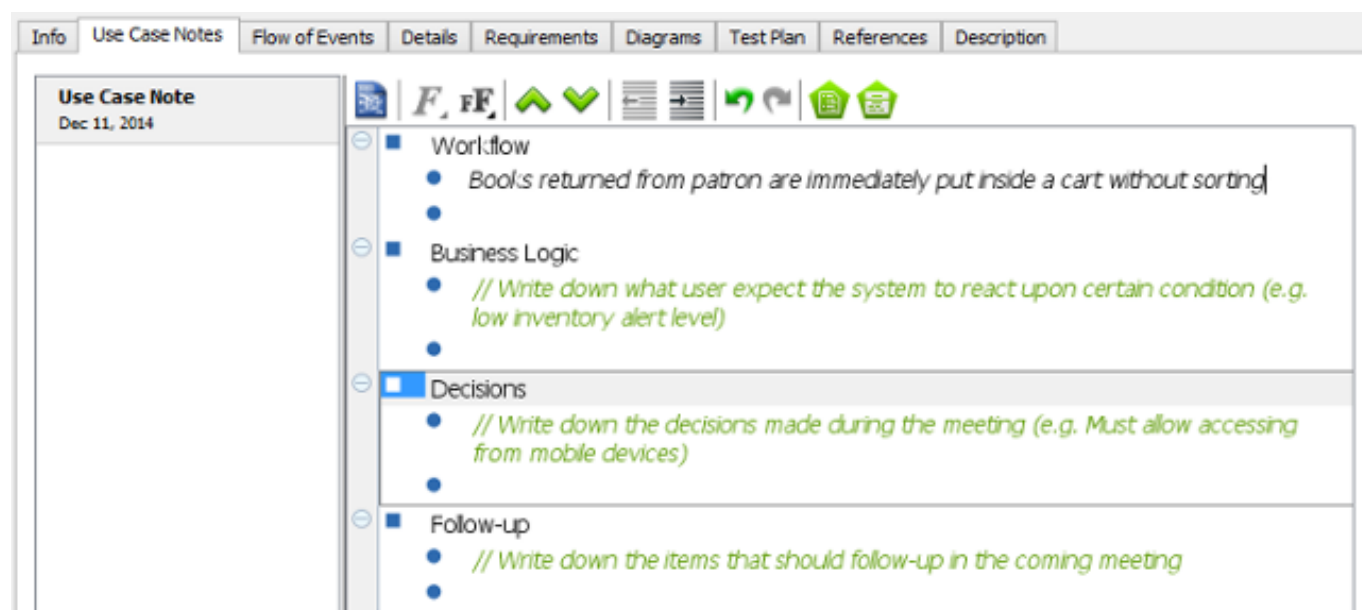 Info Use Case Notes Flow of Events Details Requirements Diagrams Test Plan References Description
Use Case Note
Dec 11, 2014
Workflow
Books returned from patron are immediately put inside a cart without sorting
Business Logic
// Write down what user expect the system to react upon certain condition (e.g.
low inventory alert level)
Decisions
// Write down the decisions made during the meeting (e.g. Must allow accessing
from mobile devices)
Follow-up
// Write down the items that should follow-up in the coming meeting